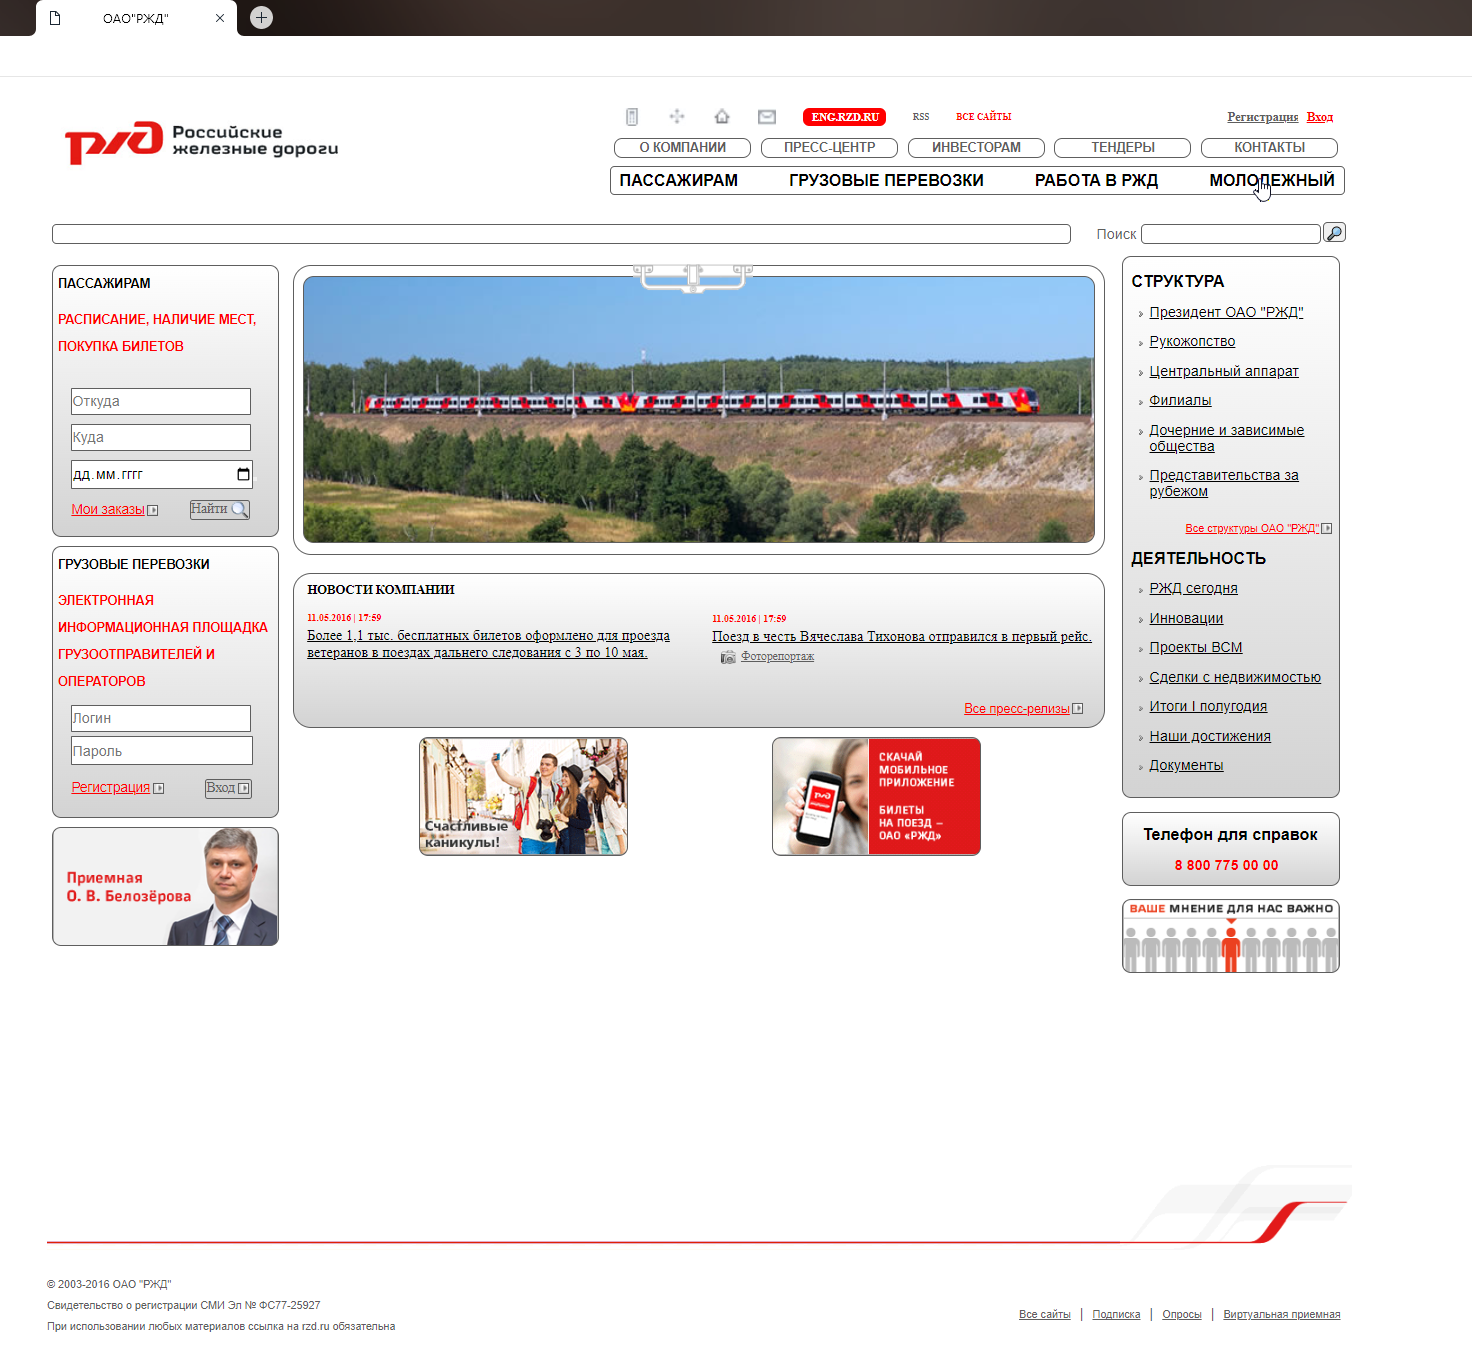 ОАО"РЖД"
Российские
железные дороги
ENG.RZD.RU
RSS
ВСЕ САЙТЫ
Регистрация
Вход
О КОМПАНИИ
ПРЕСС-ЦЕНТР
ИНВЕСТОРАМ
ТЕНДЕРЫ
КОНТАКТЫ
ПАССАЖИРАМ
ГРУЗОВЫЕ ПЕРЕВОЗКИ
РАБОТА В РЖД
МОЛОДЕЖНЫЙ
Поиск
ПАССАЖИРАМ
РАСПИСАНИЕ, НАЛИЧИЕ МЕСТ,
ПОКУПКА БИЛЕТОВ
Откуда
Куда
дд.мм.гггг
Мои заказы
Найти
ГРУЗОВЫЕ ПЕРЕВОЗКИ
ЭЛЕКТРОННАЯ
ИНФОРМАЦИОННАЯ ПЛОЩАДКА
ГРУЗООТПРАВИТЕЛЕЙ И
ОПЕРАТОРОВ
Логин
Пароль
Регистрация
Вход
Приемная
О. В. Белозёрова
НОВОСТИ КОМПАНИИ
11.05.2016 | 17:59
Более 1,1 тыс. бесплатных билетов оформлено для проезда
ветеранов в поездах дальнего следования с 3 по 10 мая.
11.05.2016 | 17:59
Поезд в честь Вячеслава Тихонова отправился в первый рейс.
Фоторепортаж
Все пресс-релизы
Счастливые
каникулы!
СКАЧАЙ
МОБИЛЬНОЕ
ПРИЛОЖЕНИЕ
БИЛЕТЫ
НА ПОЕЗД –
ОАО «РЖД»
СТРУКТУРА
Президент ОАО "РЖД"
Рукожопство
Центральный аппарат
Филиалы
Дочерние и зависимые
общества
Представительства за
рубежом
Все структуры ОАО "РЖД"
ДЕЯТЕЛЬНОСТЬ
РЖД сегодня
Инновации
Проекты ВСМ
Сделки с недвижимостью
Итоги I полугодия
Наши достижения
Документы
Телефон для справок
8 800 775 00 00
ВАШЕ МНЕНИЕ ДЛЯ НАС ВАЖНО
© 2003-2016 ОАО "РЖД"
Свидетельство о регистрации СМИ Эл № ФС77-25927
При использовании любых материалов ссылка на rzd.ru обязательна
Все сайты | Подписка | Опросы | Виртуальная приемная